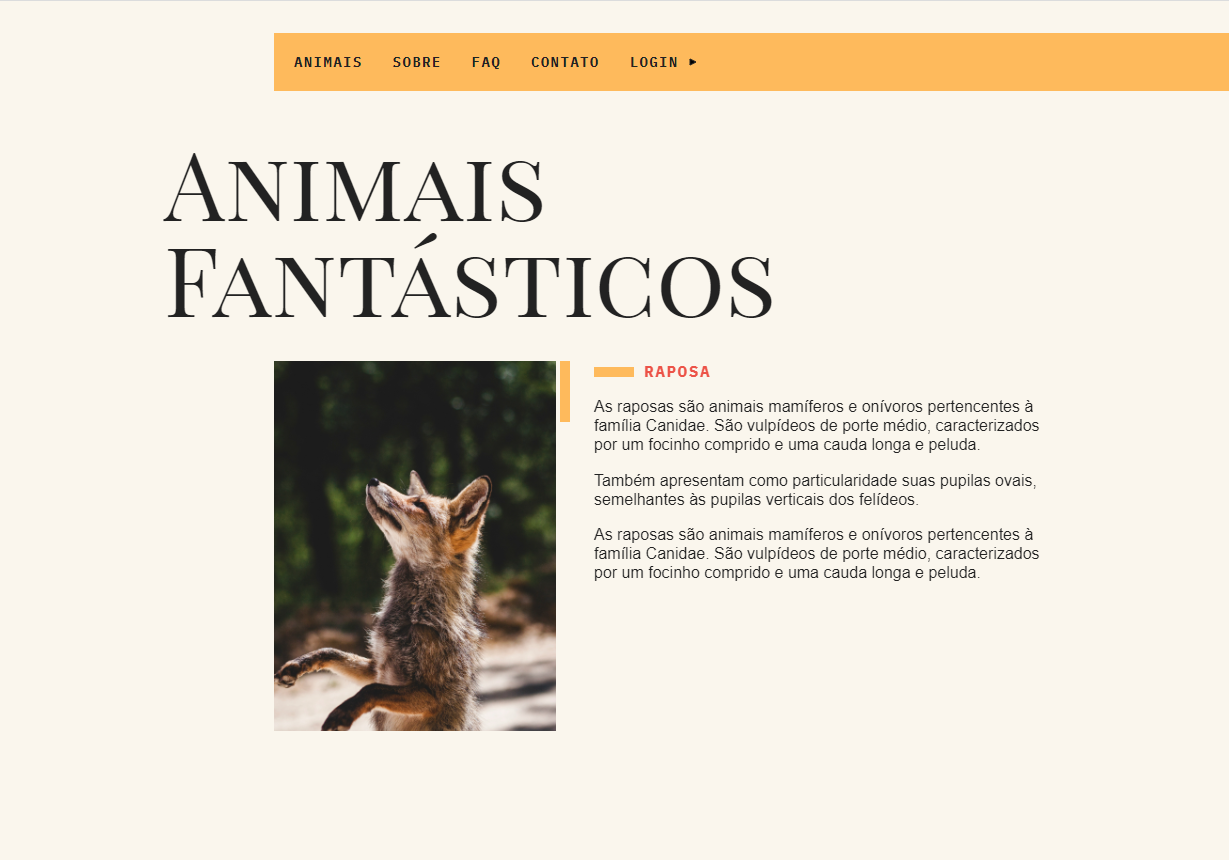 ANIMAIS SOBRE FAQ CONTATO LOGIN ▸
Animais
Fantásticos
RAPOSA
As raposas são animais mamíferos e onívoros pertencentes à
família Canidae. São vulpídeos de porte médio, caracterizados
por um focinho comprido e uma cauda longa e peluda.
Também apresentam como particularidade suas pupilas ovais,
semelhantes às pupilas verticais dos felídeos.
As raposas são animais mamíferos e onívoros pertencentes à
família Canidae. São vulpídeos de porte médio, caracterizados
por um focinho comprido e uma cauda longa e peluda.